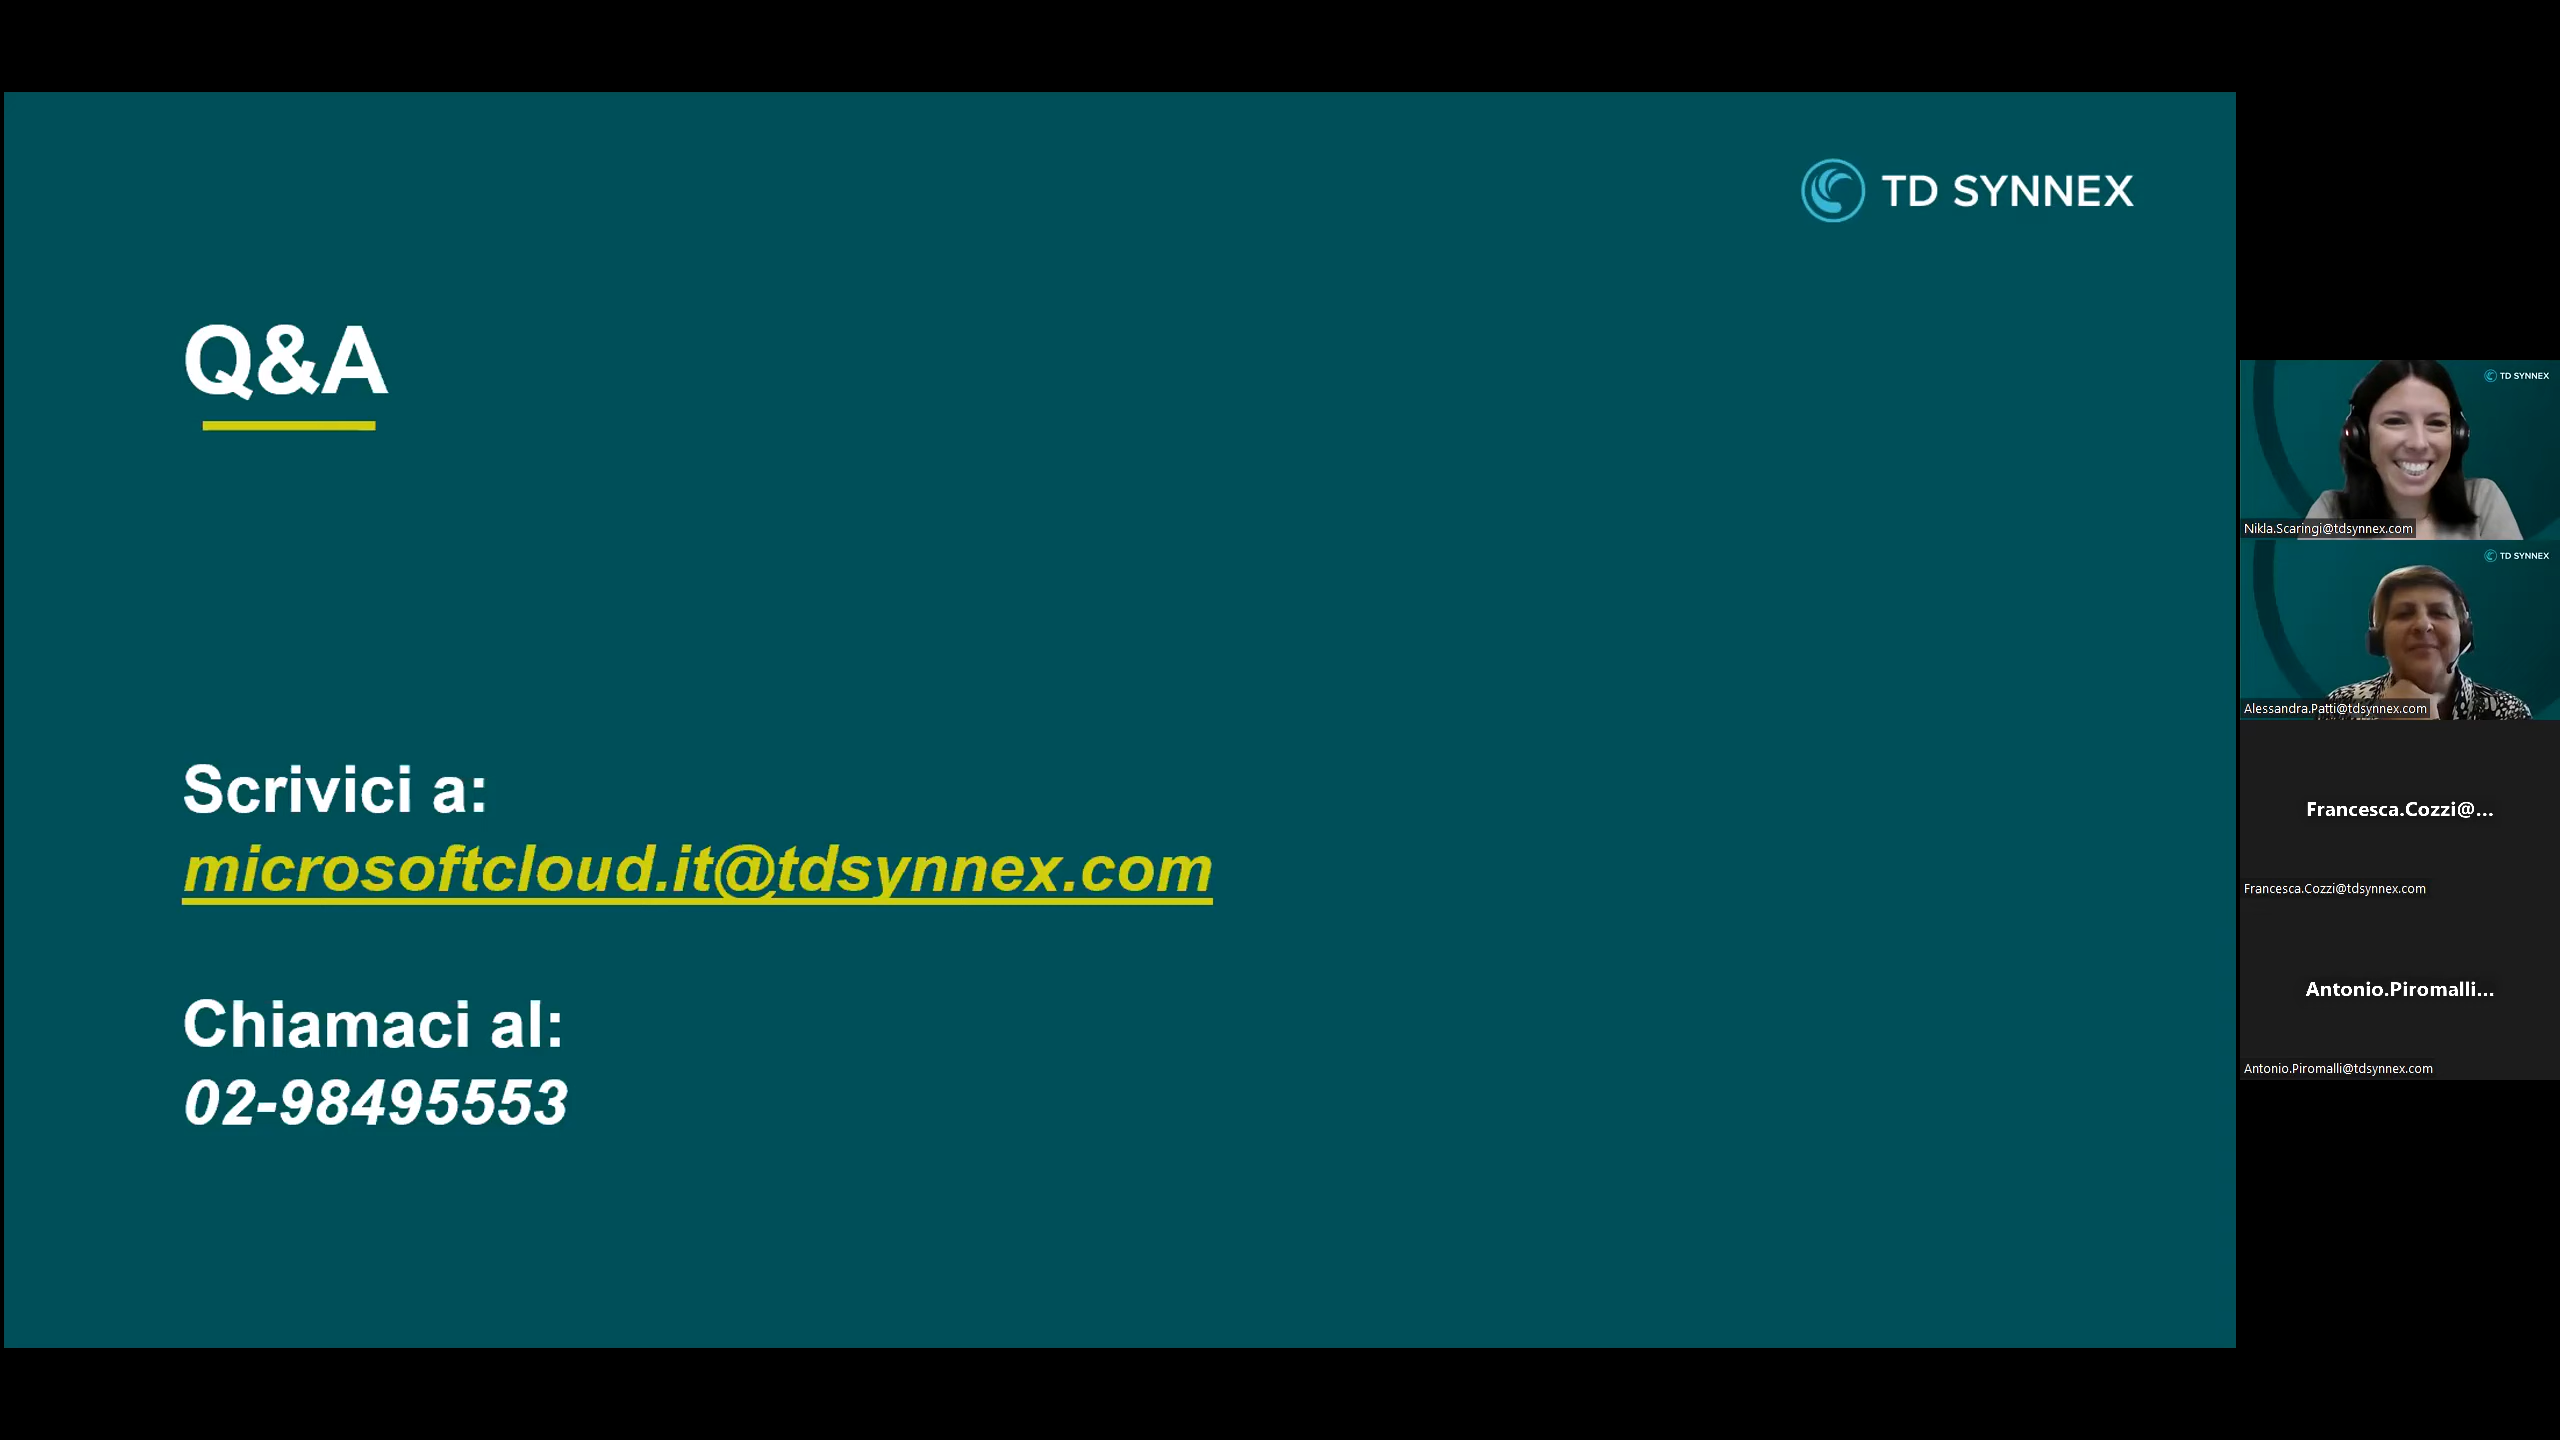 TD SYNNEX
Q&A
Scrivici a:
microsoftcloud.it@tdsynnex.com
Chiamaci al:
02-98495553
TD SYNNEX
Nikla.Scaringi@tdsynnex.com
TD SYNNEX
Alessandra.Patti@tdsynnex.com
Francesca.Cozzi@...
Francesca.Cozzi@tdsynnex.com
Antonio.Piromalli...
Antonio.Piromalli@tdsynnex.com